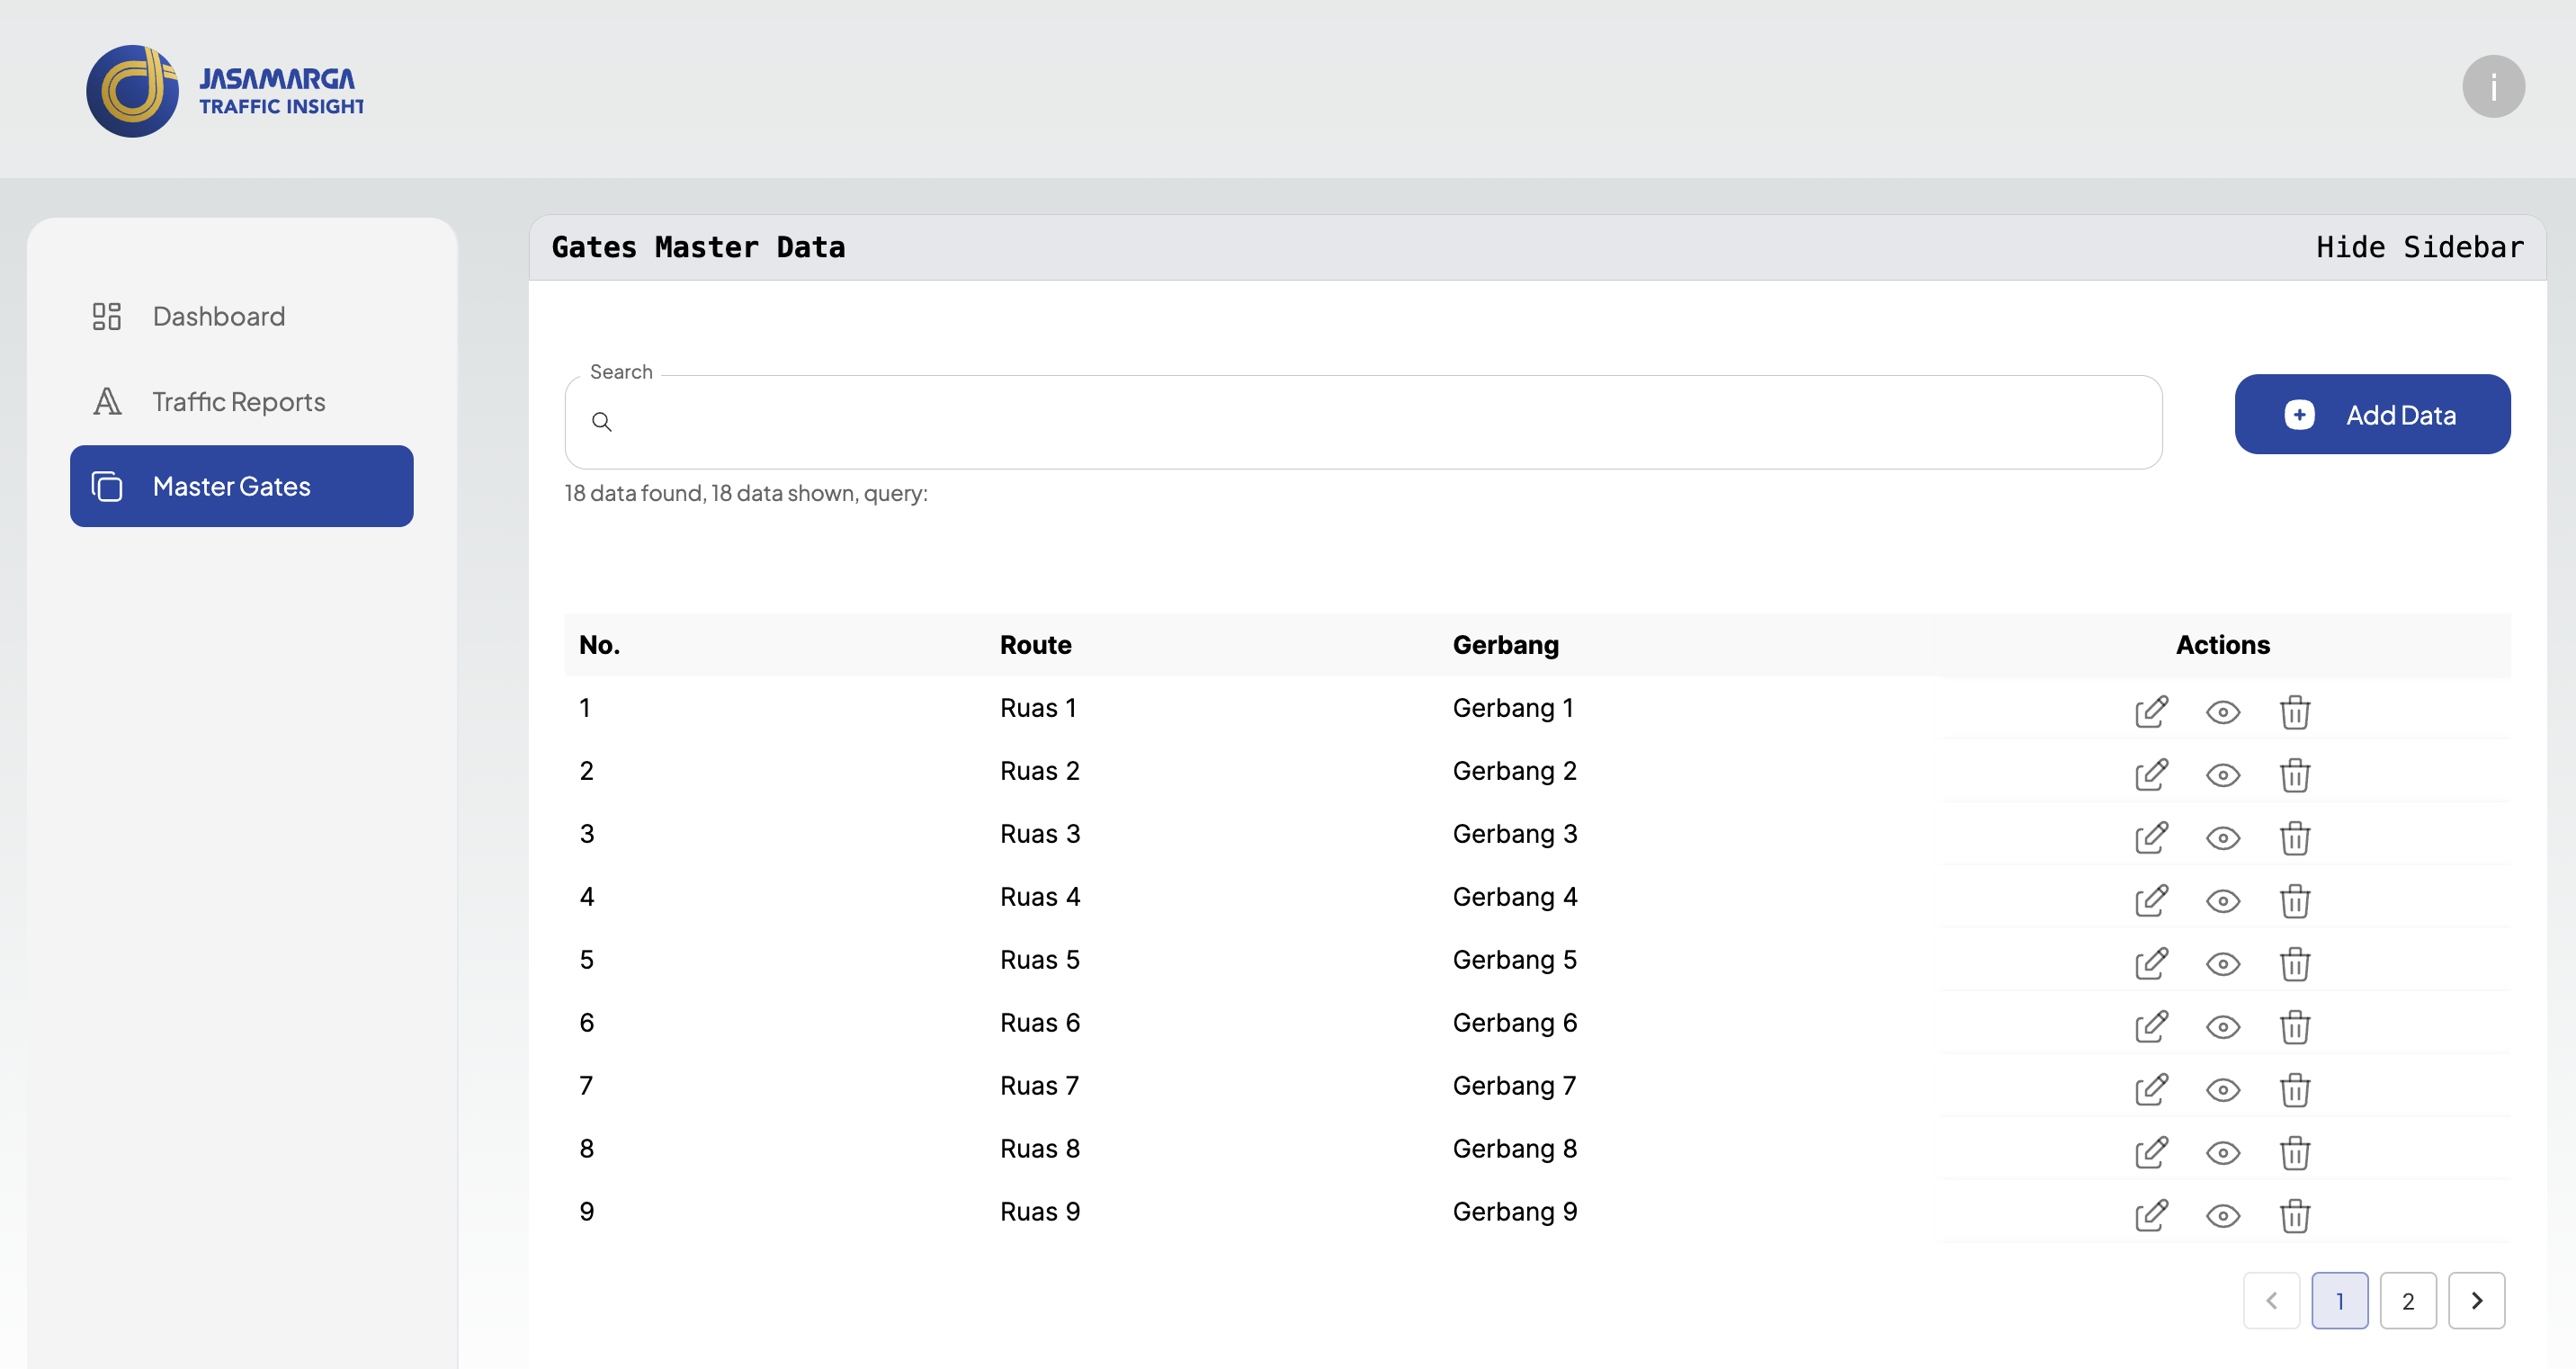 JASAMARGA
TRAFFIC INSIGHT
i
Dashboard
Traffic Reports
Master Gates
Gates Master Data Hide Sidebar
Search
Add Data
18 data found, 18 data shown, query:
No. Route Gerbang Actions
1 Ruas 1 Gerbang 1
2 Ruas 2 Gerbang 2
3 Ruas 3 Gerbang 3
4 Ruas 4 Gerbang 4
5 Ruas 5 Gerbang 5
6 Ruas 6 Gerbang 6
7 Ruas 7 Gerbang 7
8 Ruas 8 Gerbang 8
9 Ruas 9 Gerbang 9
1 2